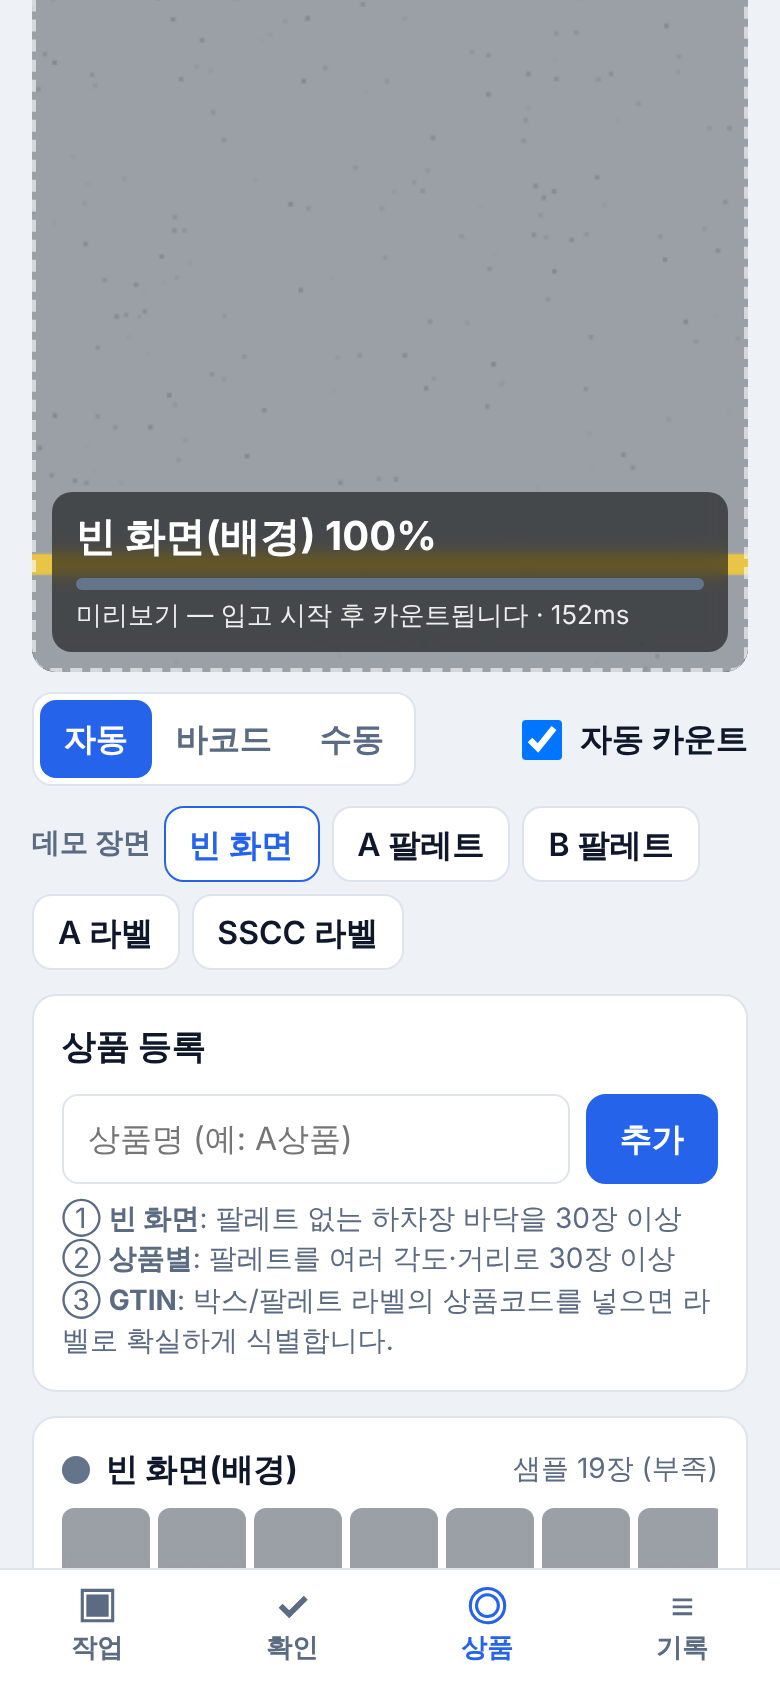 빈 화면(배경) 100%
미리보기 — 입고 시작 후 카운트됩니다 · 152ms
자동 바코드 수동 자동 카운트
데모 장면 빈 화면 A 팔레트 B 팔레트
A 라벨 SSCC 라벨
상품 등록
상품명 (예: A상품) 추가
① 빈 화면: 팔레트 없는 하차장 바닥을 30장 이상
② 상품별: 팔레트를 여러 각도·거리로 30장 이상
③ GTIN: 박스/팔레트 라벨의 상품코드를 넣으면 라
벨로 확실하게 식별합니다.
빈 화면(배경) 샘플 19장 (부족)
작업 확인 상품 기록